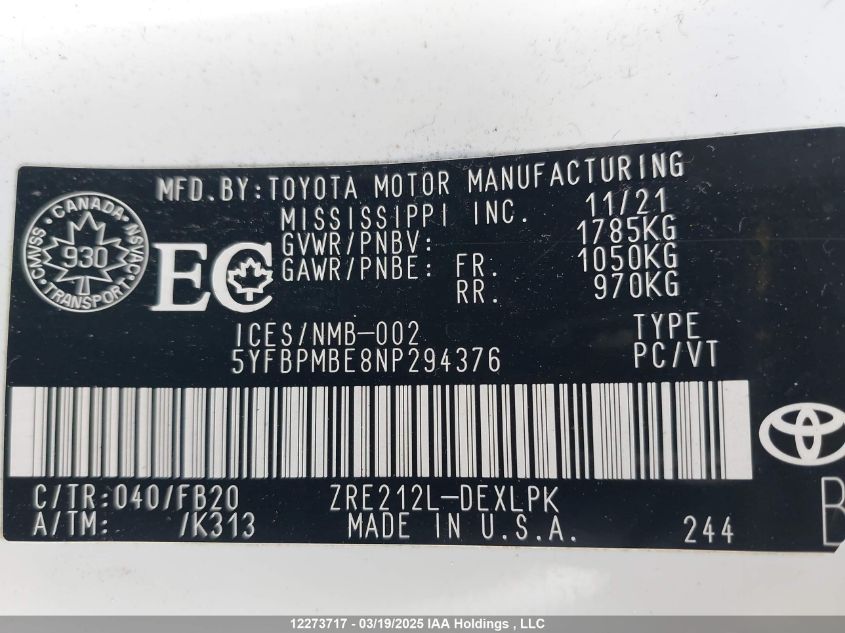 MFD.BY:TOYOTA MOTOR MANUFACTURING
MISSISSIPPI INC. 11/21
GVWR/PNBV: 1785KG
GAWR/PNBE: FR. 1050KG
RR. 970KG
CANADA
CMVSS 930 NSVAC
TRANSPORT
EC
ICES/NMB-002 TYPE
5YFBPMBE8NP294376 PC/VT
C/TR:040/FB20 ZRE212L-DEXLPK
A/TM: /K313 MADE IN U.S.A. 244
12273717 - 03/19/2025 IAA Holdings , LLC